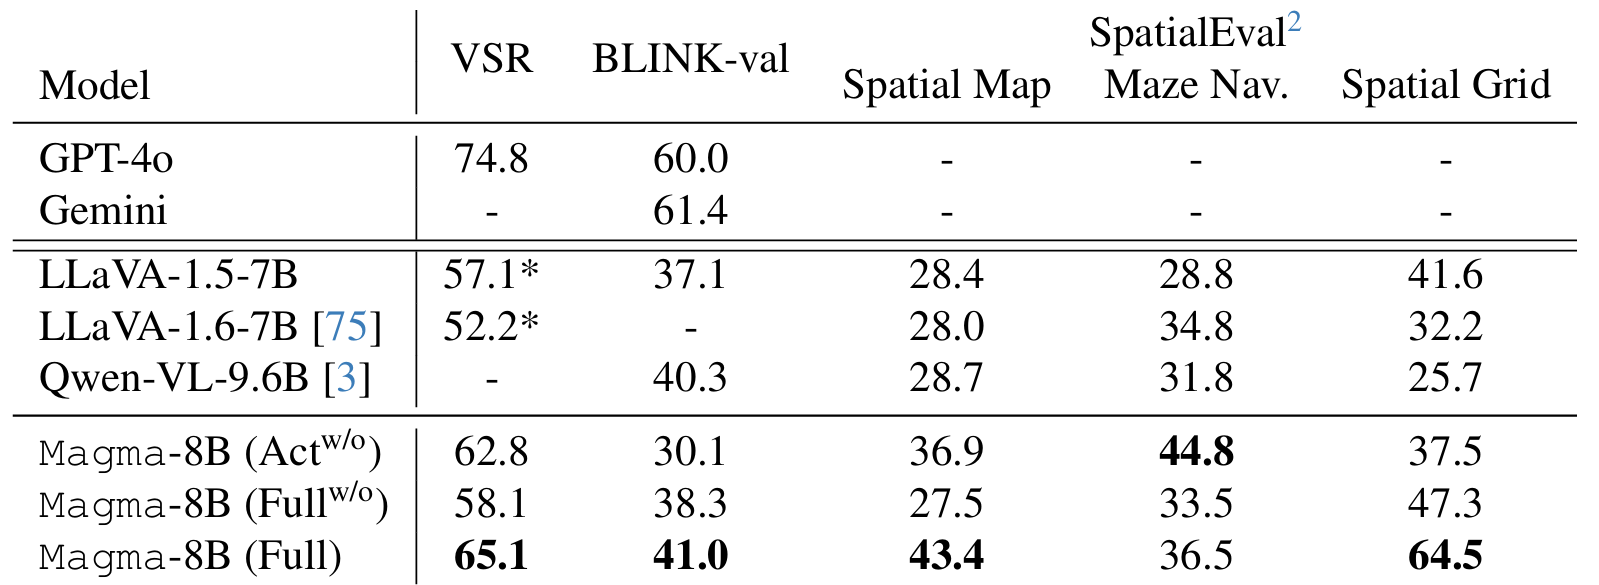 Model VSR BLINK-val SpatialEval²
Spatial Map Maze Nav. Spatial Grid
GPT-4o 74.8 60.0 - - -
Gemini - 61.4 - - -
LLaVA-1.5-7B 57.1* 37.1 28.4 28.8 41.6
LLaVA-1.6-7B [75] 52.2* - 28.0 34.8 32.2
Qwen-VL-9.6B [3] - 40.3 28.7 31.8 25.7
Magma-8B (Act^w/o) 62.8 30.1 36.9 44.8 37.5
Magma-8B (Full^w/o) 58.1 38.3 27.5 33.5 47.3
Magma-8B (Full) 65.1 41.0 43.4 36.5 64.5